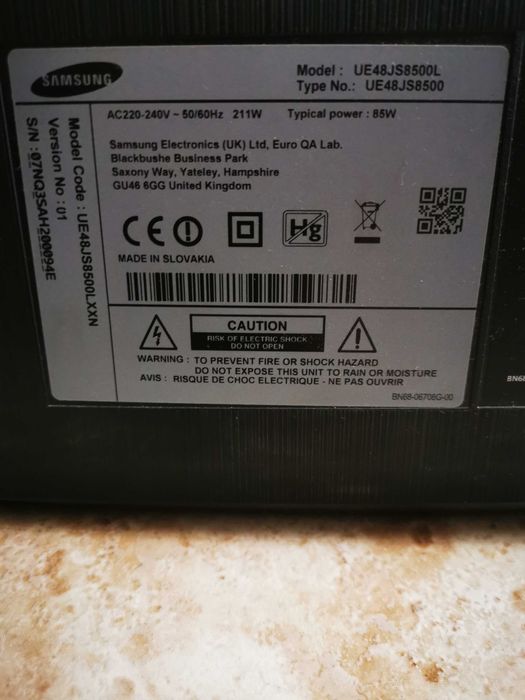 SAMSUNG
Model : UE48JS8500L
Type No.: UE48JS8500
AC220-240V ~ 50/60Hz 211W Typical power : 85W
Samsung Electronics (UK) Ltd, Euro QA Lab.
Blackbushe Business Park
Saxony Way, Yateley, Hampshire
GU46 6GG United Kingdom
CE
Hg
MADE IN SLOVAKIA
Model Code : UE48JS8500LXXN
Version No : 01
S/N : 07NQ3SAH200094E
CAUTION
RISK OF ELECTRIC SHOCK
DO NOT OPEN
WARNING : TO PREVENT FIRE OR SHOCK HAZARD
DO NOT EXPOSE THIS UNIT TO RAIN OR MOISTURE
AVIS : RISQUE DE CHOC ELECTRIQUE - NE PAS OUVRIR
BN68-06706G-00
BN68